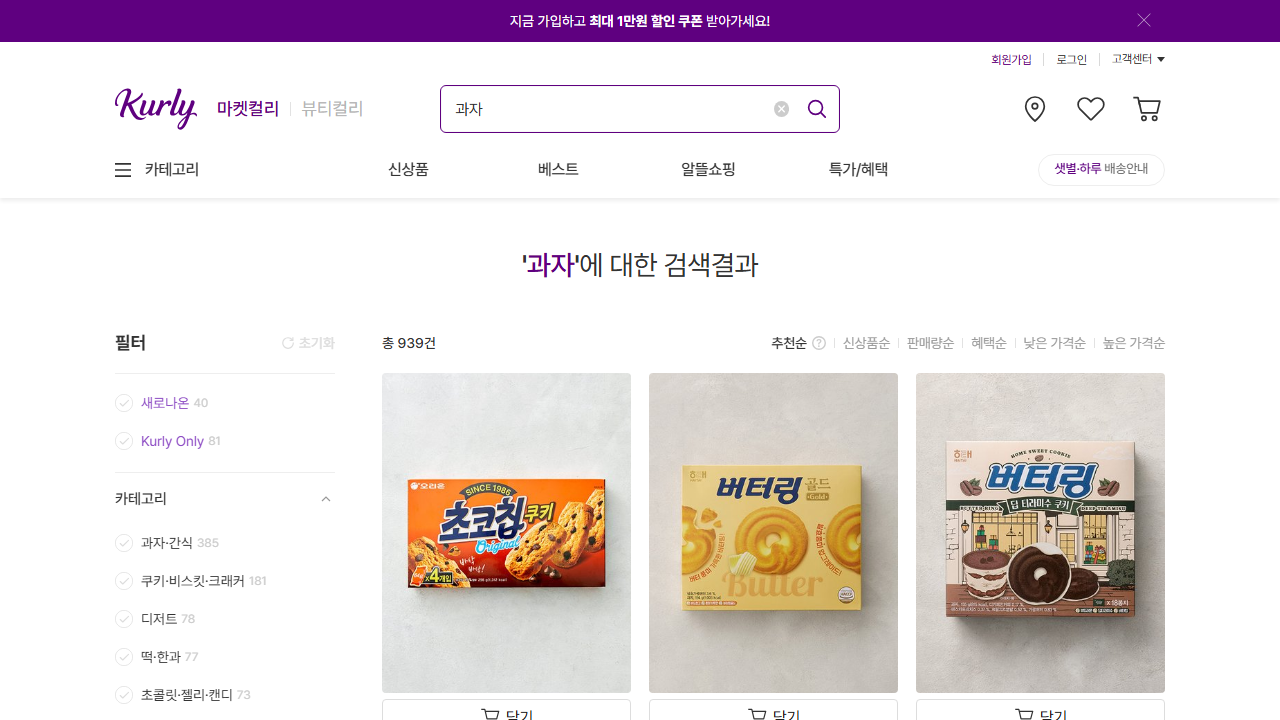 지금 가입하고 최대 1만원 할인 쿠폰 받아가세요!
회원가입 로그인 고객센터
Kurly 마켓컬리 뷰티컬리
과자
카테고리 신상품 베스트 알뜰쇼핑 특가/혜택 샛별·하루 배송안내
'과자'에 대한 검색결과
필터 초기화
총 939건 추천순 신상품순 판매량순 혜택순 낮은 가격순 높은 가격순
새로나온 40
Kurly Only 81
카테고리
과자·간식 385
쿠키·비스킷·크래커 181
디저트 78
떡·한과 77
초콜릿·젤리·캔디 73
오리온
SINCE 1986
초코칩 쿠키
Original
x4개입
해태
버터링 골드
Gold
Butter
해태
HOME SWEET COOKIE
버터링
딥 티라미수 쿠키
BUTTER RING DEEP TIRAMISU
담기 담기 담기